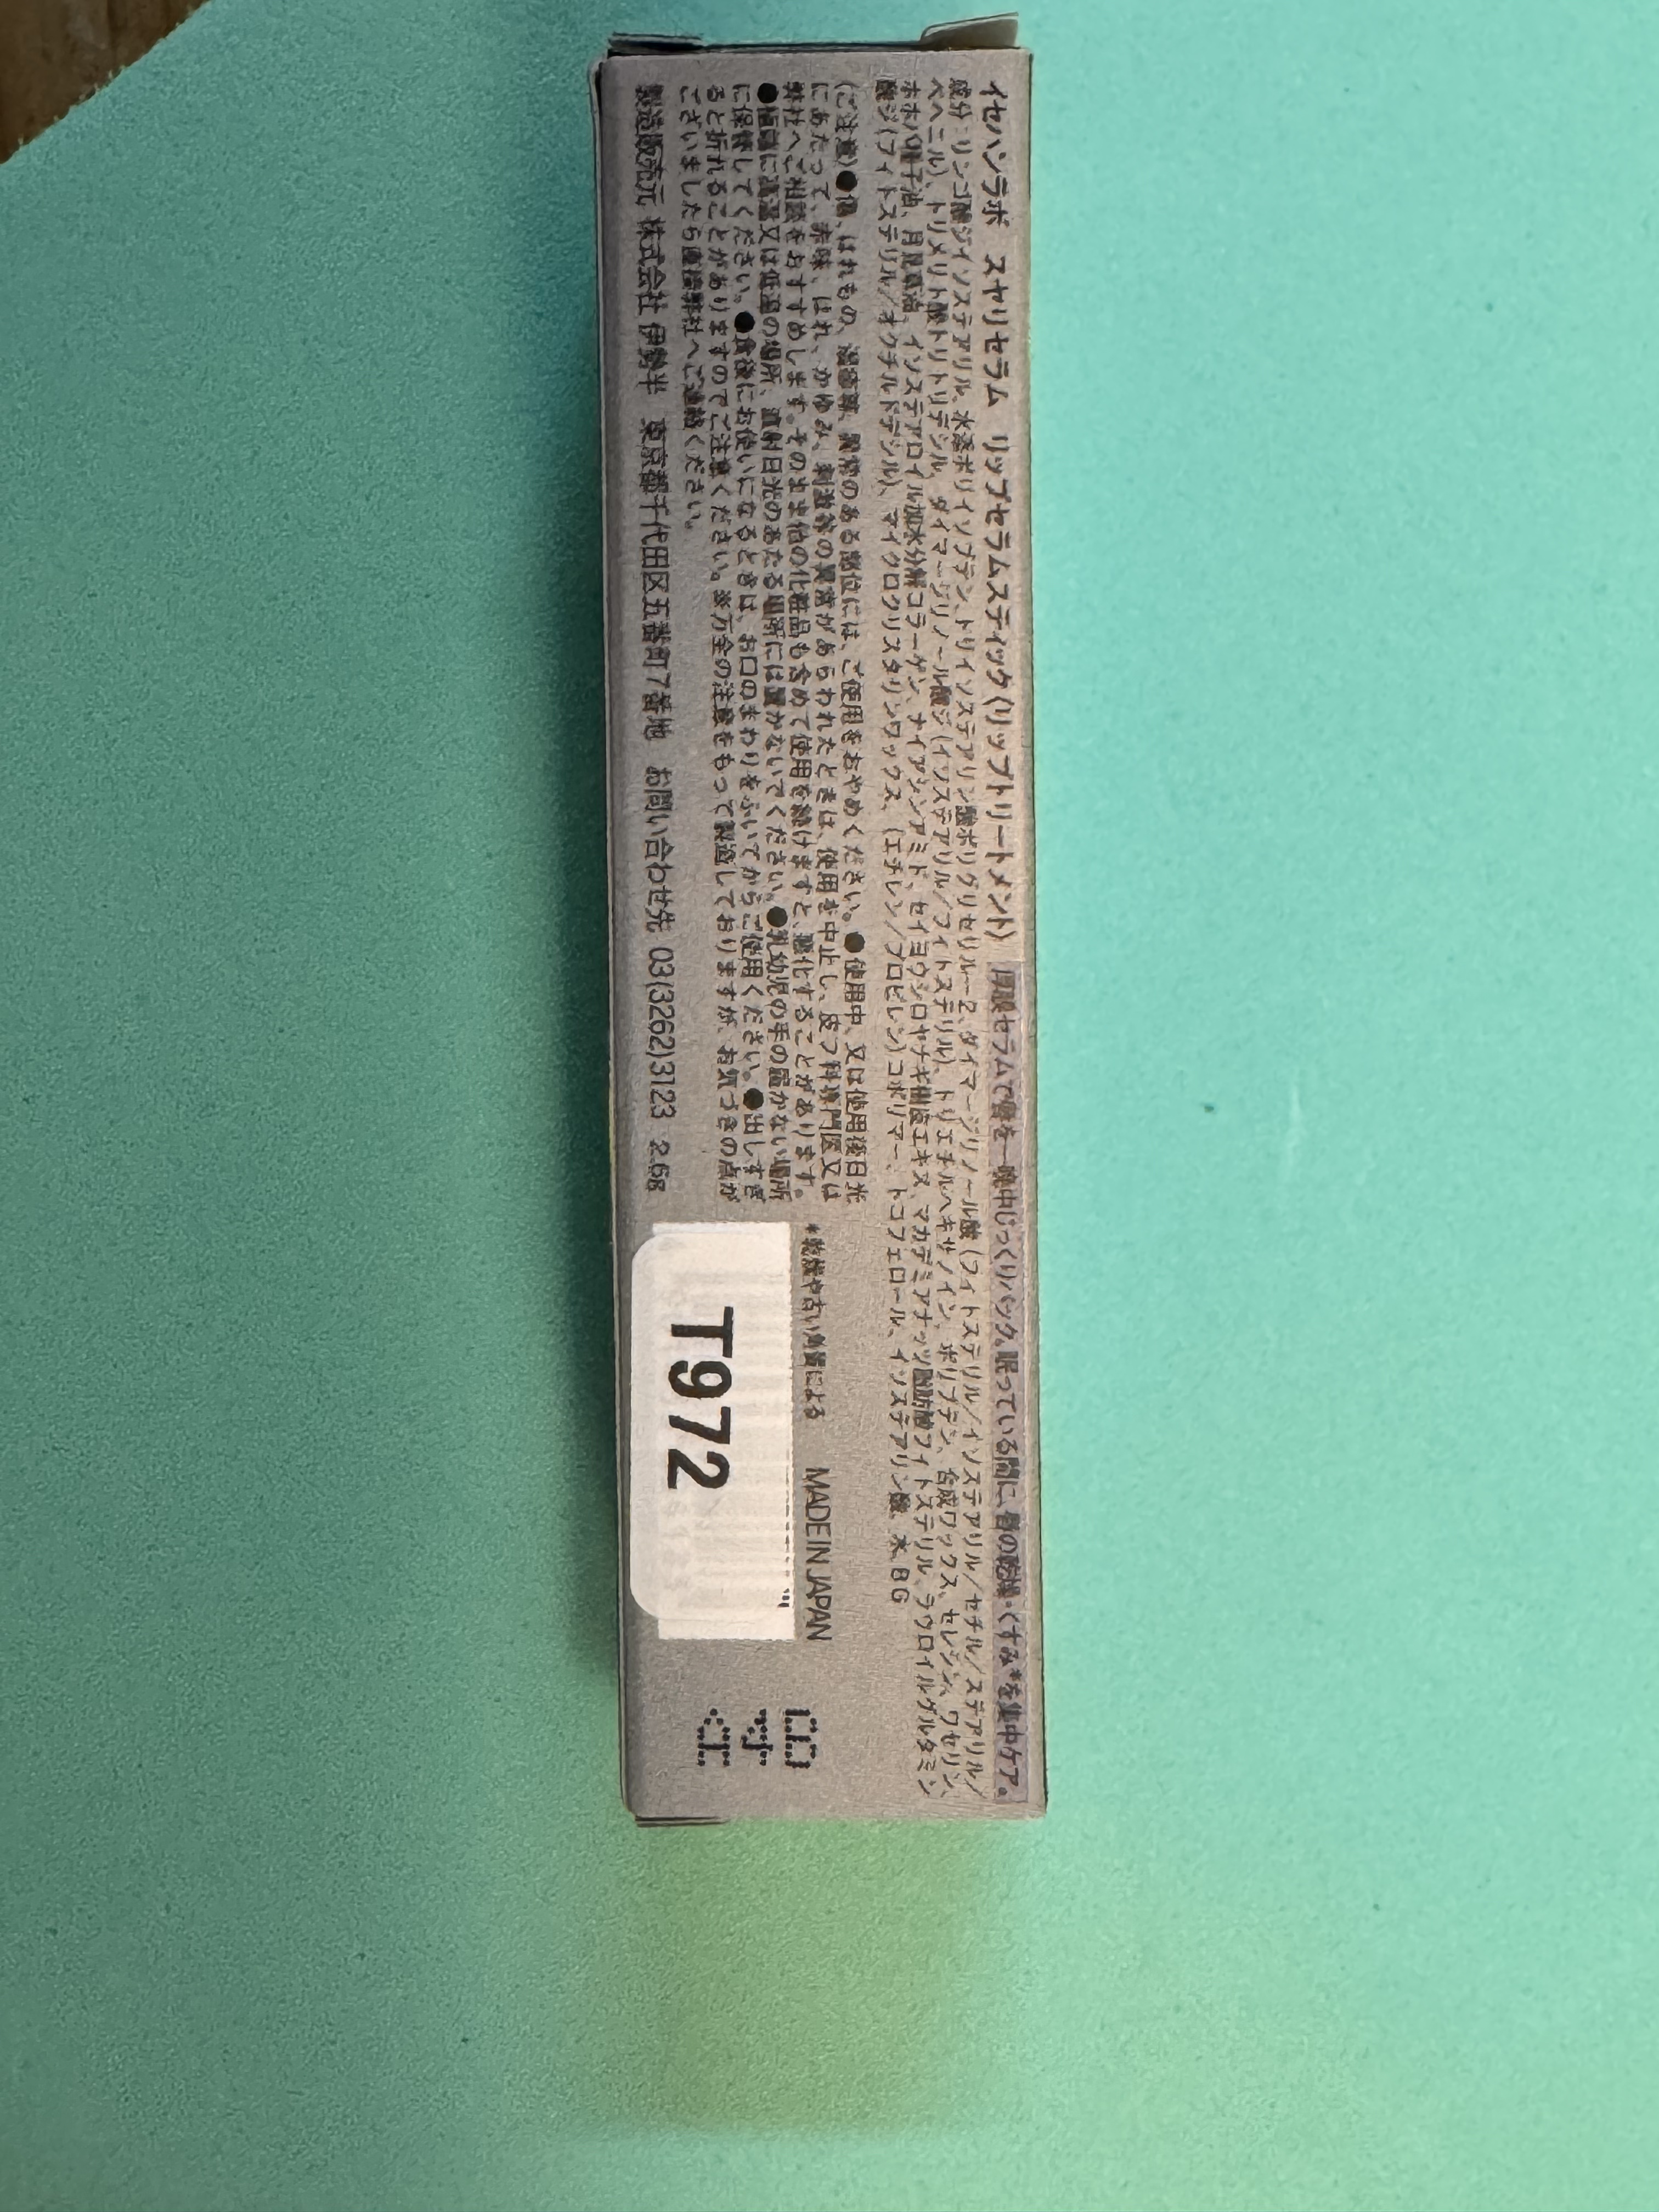 イセハンラボ　スヤリセラム　リップセラムスティック〈リップトリートメント〉　厚膜セラムで唇を一晩中じっくりパック。眠っている間に、唇の乾燥・くすみ*を集中ケア。
成分：リンゴ酸ジイソステアリル、水添ポリイソブテン、トリイソステアリン酸ポリグリセリル－2、ダイマージリノール酸（フィトステリル／イソステアリル／セチル／ステアリル／
ベヘニル）、トリメリト酸トリトリデシル、ダイマージリノール酸ジ（イソステアリル／フィトステリル）、トリエチルヘキサノイン、ポリブテン、合成ワックス、セレシン、ワセリン、
ホホバ種子油、月見草油、イソステアロイル加水分解コラーゲン、ナイアシンアミド、セイヨウシロヤナギ樹皮エキス、マカデミアナッツ脂肪酸フィトステリル、ラウロイルグルタミン
酸ジ（フィトステリル／オクチルドデシル）、マイクロクリスタリンワックス、（エチレン／プロピレン）コポリマー、トコフェロール、イソステアリン酸、水、BG
〈ご注意〉●傷、はれもの、湿疹等、異常のある部位には、ご使用をおやめください。●使用中、又は使用後日光
にあたって、赤味、はれ、かゆみ、刺激等の異常があらわれたときは、使用を中止し、皮フ科専門医又は
弊社へご相談をおすすめします。そのまま他の化粧品も含めて使用を続けますと、悪化することがあります。
●極端に高温又は低温の場所、直射日光のあたる場所には置かないでください。●乳幼児の手の届かない場所
に保管してください。●食後にお使いになるときは、お口のまわりをふいてからご使用ください。●出しすぎ
ると折れることがありますのでご注意ください。※万全の注意をもって製造しておりますが、お気づきの点が
ございましたら直接弊社へご連絡ください。
製造販売元 株式会社 伊勢半　東京都千代田区五番町7番地　お問い合わせ先 03(3262)3123　2.6g
*乾燥や古い角質による　MADE IN JAPAN
T972